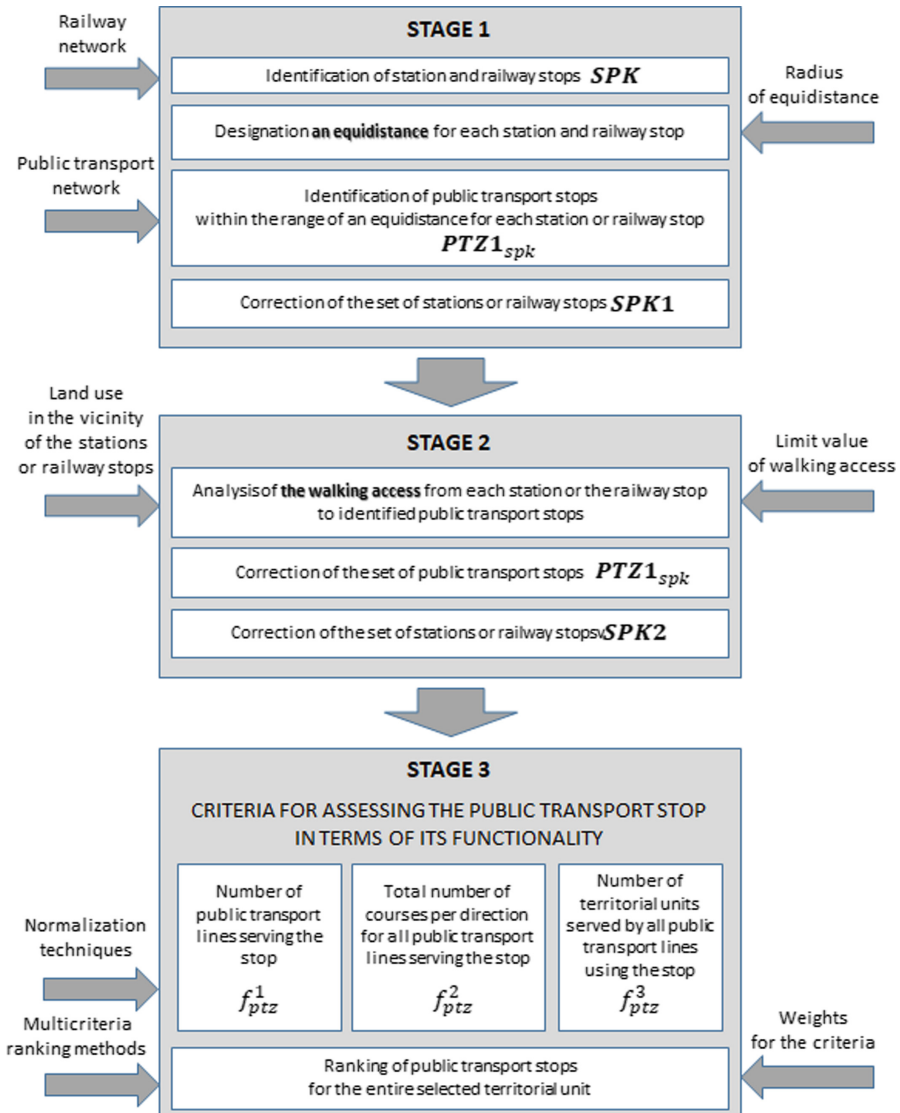 Railway
network
STAGE 1
Identification of station and railway stops SPK
Radius
of equidistance
Designation an equidistance for each station and railway stop
Public transport
network
Identification of public transport stops
within the range of an equidistance for each station or railway stop
PTZ1spk
Correction of the set of stations or railway stops SPK1
Land use
in the vicinity
of the stations
or railway stops
STAGE 2
Limit value
of walking access
Analysisof the walking access from each station or the railway stop
to identified public transport stops
Correction of the set of public transport stops PTZ1spk
Correction of the set of stations or railway stopsvSPK2
STAGE 3
CRITERIA FOR ASSESSING THE PUBLIC TRANSPORT STOP
IN TERMS OF ITS FUNCTIONALITY
Number of
public transport
lines serving the
stop
f¹ptz
Total number of
courses per direction
for all public transport
lines serving the stop
f²ptz
Number of
territorial units
served by all public
transport lines
using the stop
f³ptz
Normalization
techniques
Multicriteria
ranking methods
Weights
for the criteria
Ranking of public transport stops
for the entire selected territorial unit